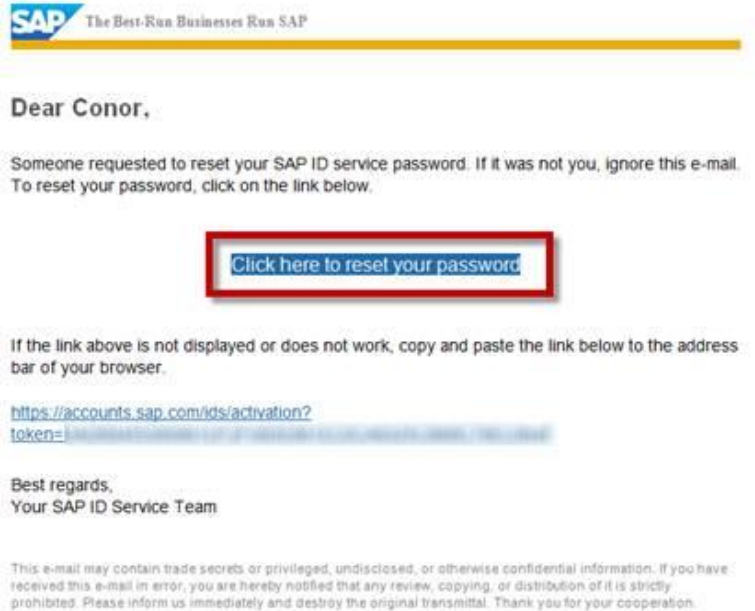 SAP The Best-Run Businesses Run SAP
Dear Conor,
Someone requested to reset your SAP ID service password. If it was not you, ignore this e-mail.
To reset your password, click on the link below.
Click here to reset your password
If the link above is not displayed or does not work, copy and paste the link below to the address
bar of your browser.
https://accounts.sap.com/ids/activation?
token=
Best regards,
Your SAP ID Service Team
This e-mail may contain trade secrets or privileged, undisclosed, or otherwise confidential information. If you have
received this e-mail in error, you are hereby notified that any review, copying, or distribution of it is strictly
prohibited. Please inform us immediately and destroy the original transmittal. Thank you for your cooperation.